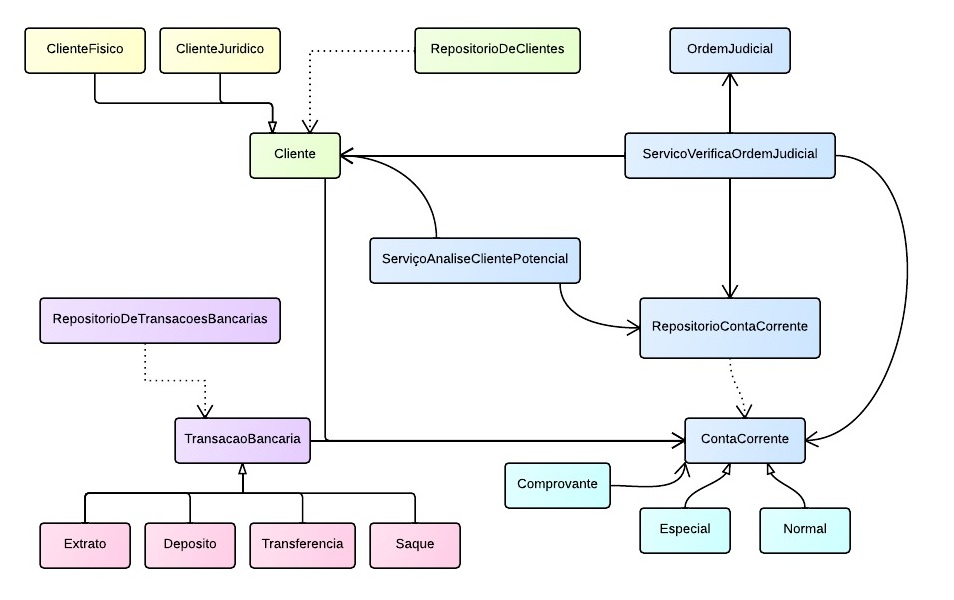 ClienteFisico
ClienteJuridico
RepositorioDeClientes
OrdemJudicial
Cliente
ServicoVerificaOrdemJudicial
ServiçoAnaliseClientePotencial
RepositorioDeTransacoesBancarias
RepositorioContaCorrente
TransacaoBancaria
ContaCorrente
Comprovante
Especial
Normal
Extrato
Deposito
Transferencia
Saque